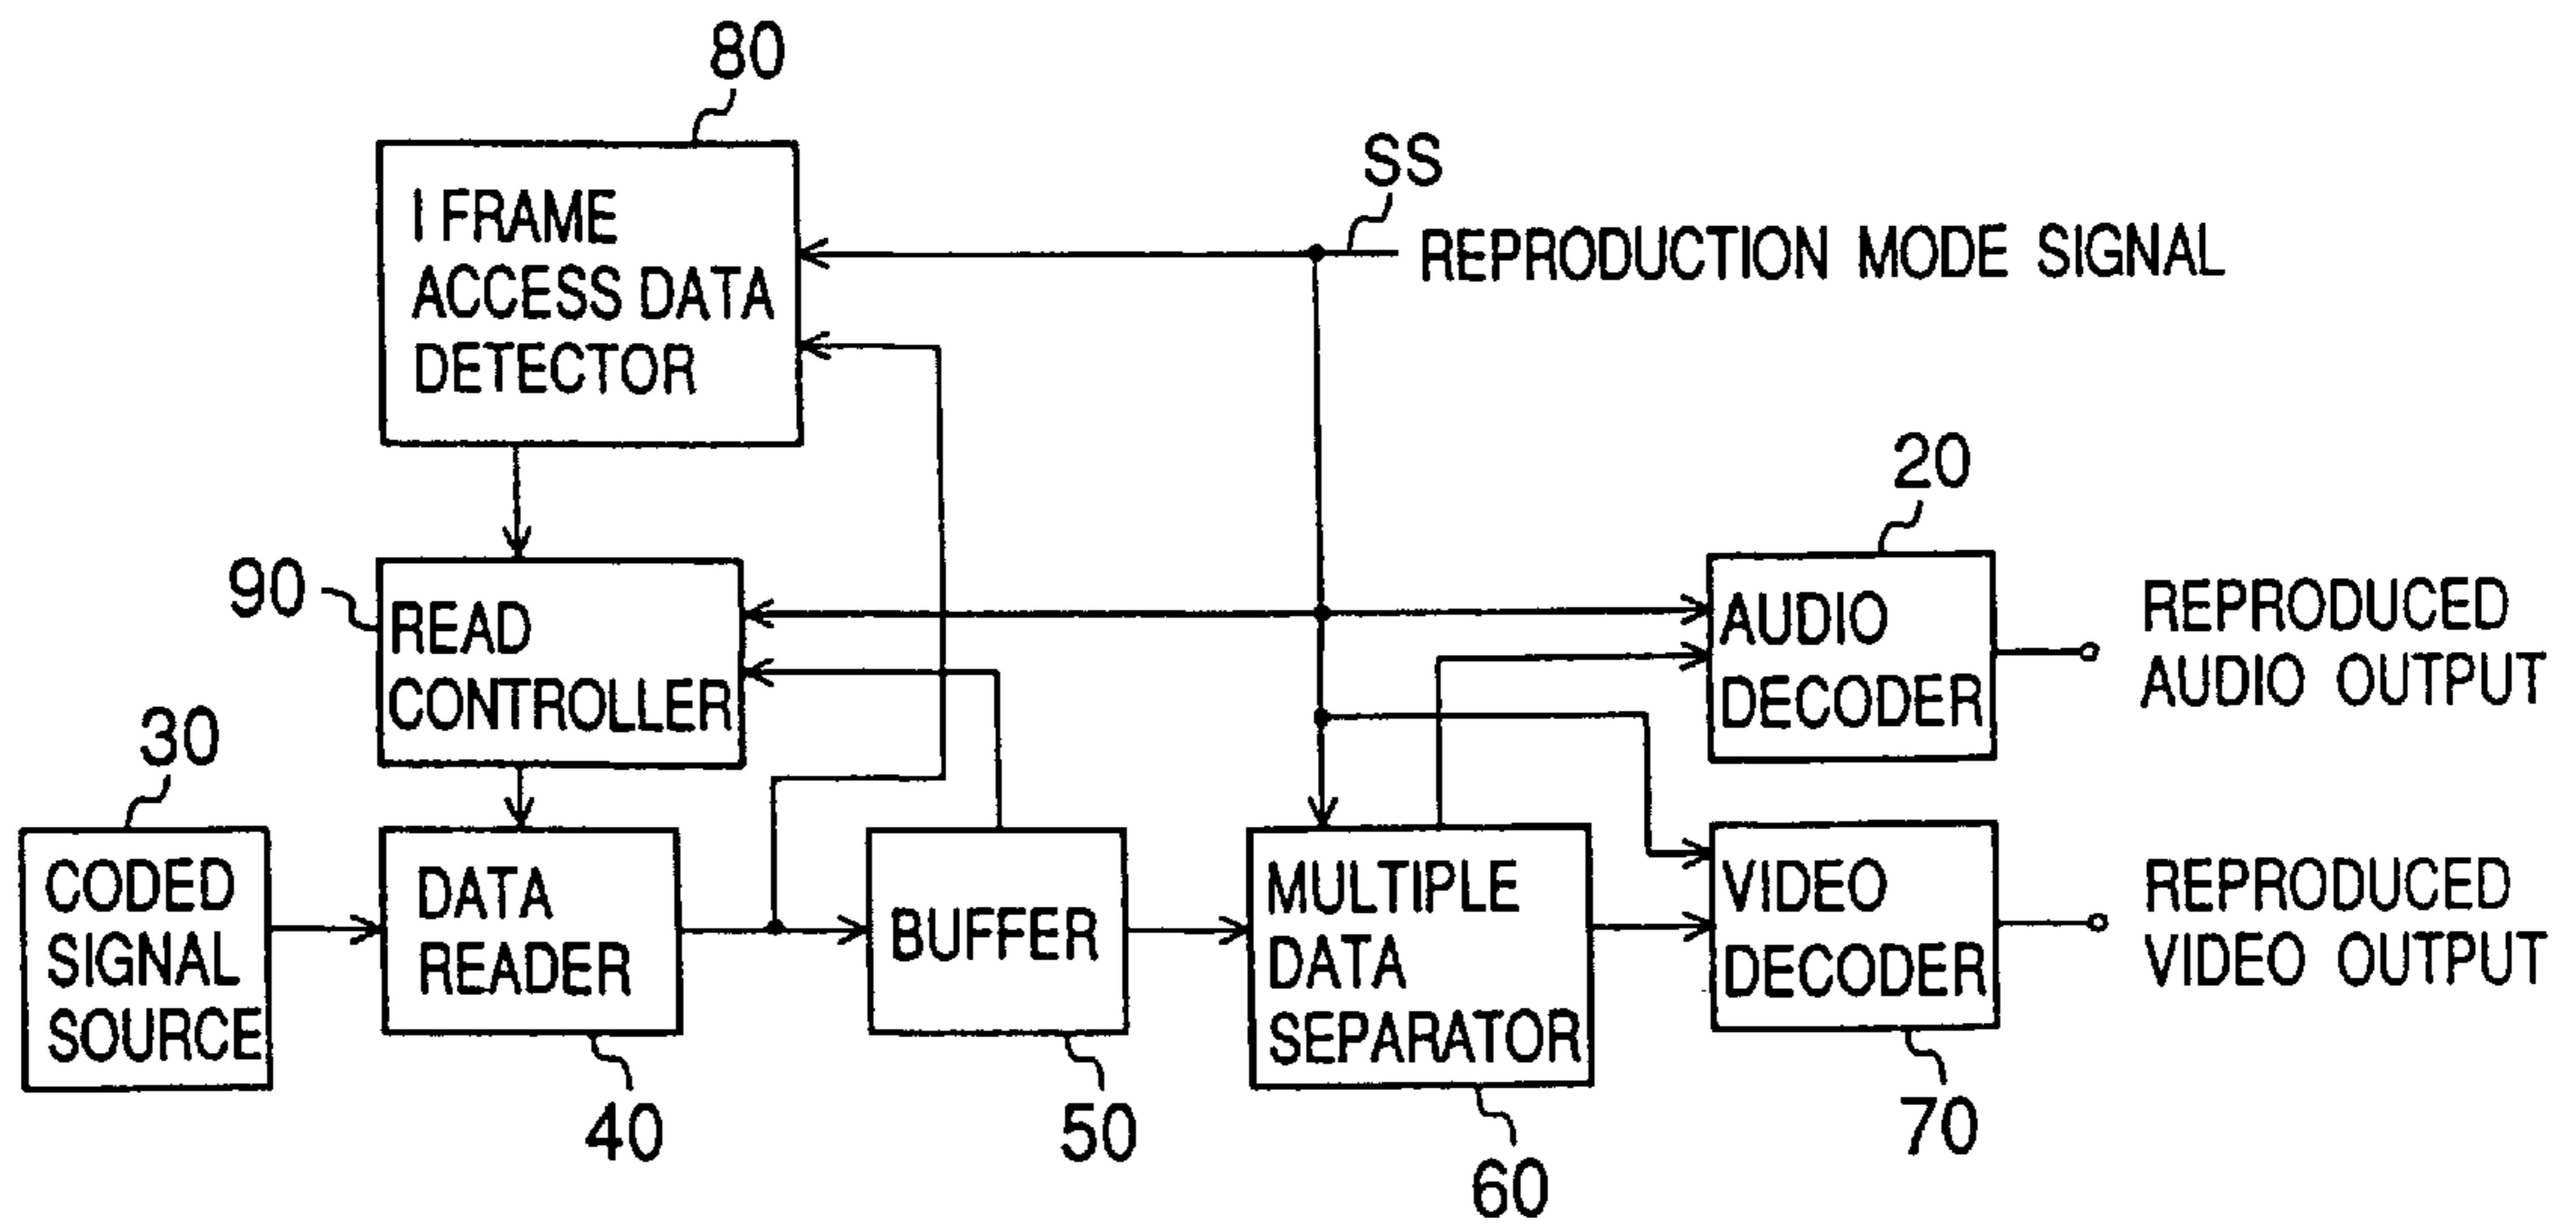 80
I FRAME
ACCESS DATA
DETECTOR
SS
REPRODUCTION MODE SIGNAL
90
READ
CONTROLLER
20
AUDIO
DECODER
REPRODUCED
AUDIO OUTPUT
30
CODED
SIGNAL
SOURCE
DATA
READER
40
BUFFER
50
MULTIPLE
DATA
SEPARATOR
60
VIDEO
DECODER
70
REPRODUCED
VIDEO OUTPUT